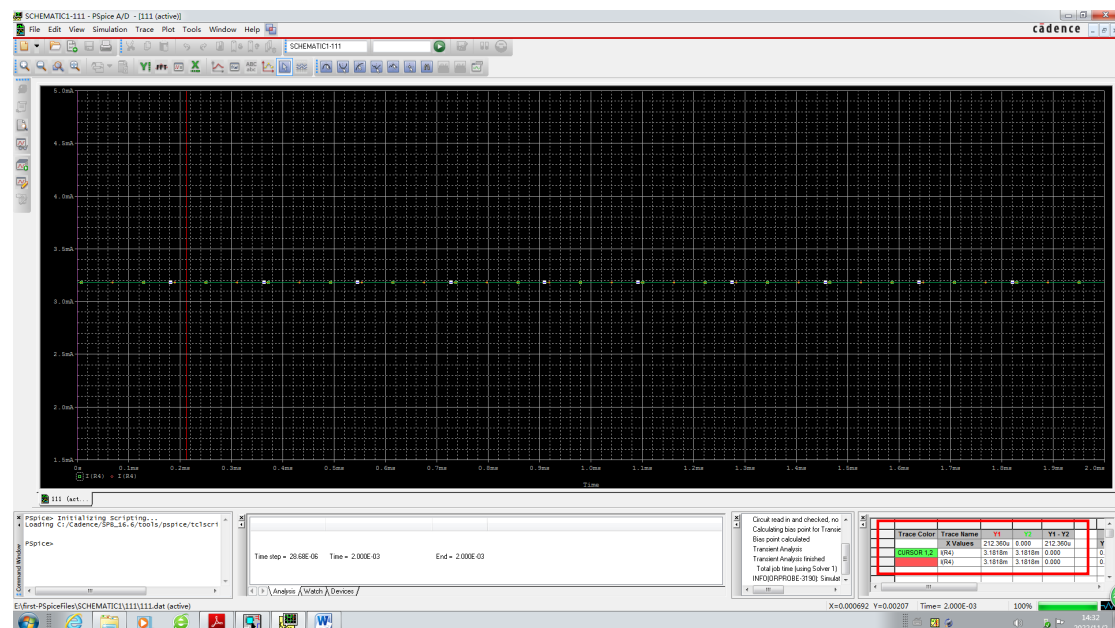 SCHEMATIC1-111 - PSpice A/D - [111 (active)]
File Edit View Simulation Trace Plot Tools Window Help
cādence
SCHEMATIC1-111
5.0mA
4.5mA
4.0mA
3.5mA
3.0mA
2.5mA
2.0mA
1.5mA
0s 0.1ms 0.2ms 0.3ms 0.4ms 0.5ms 0.6ms 0.7ms 0.8ms 0.9ms 1.0ms 1.1ms 1.2ms 1.3ms 1.4ms 1.5ms 1.6ms 1.7ms 1.8ms 1.9ms 2.0ms
I(R4) I(R4)
Time
111 (act...
PSpice> Initializing Scripting...
Loading C:/Cadence/SPB_16.6/tools/pspice/tclscri
PSpice>
Command Window
Time step = 28.68E-06 Time = 2.000E-03 End = 2.000E-03
Analysis Watch Devices
Circuit read in and checked, no
Calculating bias point for Transie
Bias point calculated
Transient Analysis
Transient Analysis finished
Total job time (using Solver 1)
INFO(ORPROBE-3190): Simulat
Trace Color Trace Name Y1 Y2 Y1 - Y2
X Values 212.360u 0.000 212.360u
CURSOR 1,2 I(R4) 3.1818m 3.1818m 0.000 0.
I(R4) 3.1818m 3.1818m 0.000 0.
E:\first-PSpiceFiles\SCHEMATIC1\111\111.dat (active)
X=0.000692 Y=0.00207 Time= 2.000E-03 100%
14:32